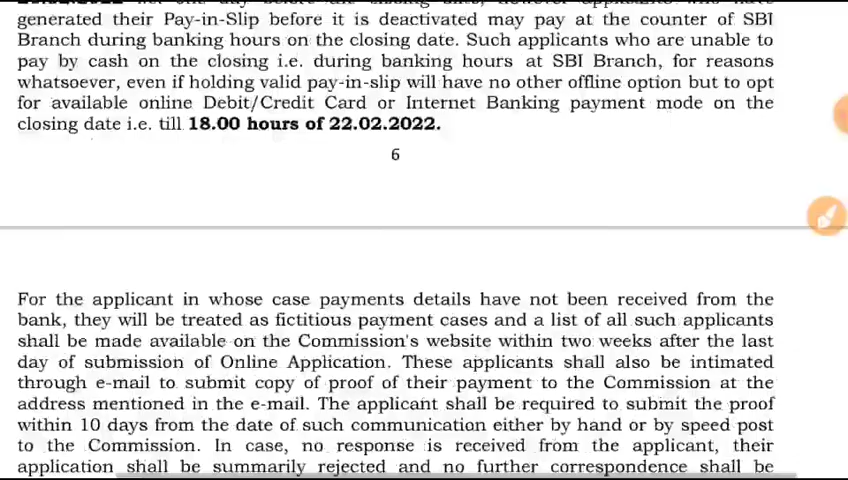 generated their Pay-in-Slip before it is deactivated may pay at the counter of SBI
Branch during banking hours on the closing date. Such applicants who are unable to
pay by cash on the closing i.e. during banking hours at SBI Branch, for reasons
whatsoever, even if holding valid pay-in-slip will have no other offline option but to opt
for available online Debit/Credit Card or Internet Banking payment mode on the
closing date i.e. till 18.00 hours of 22.02.2022.
6
For the applicant in whose case payments details have not been received from the
bank, they will be treated as fictitious payment cases and a list of all such applicants
shall be made available on the Commission's website within two weeks after the last
day of submission of Online Application. These applicants shall also be intimated
through e-mail to submit copy of proof of their payment to the Commission at the
address mentioned in the e-mail. The applicant shall be required to submit the proof
within 10 days from the date of such communication either by hand or by speed post
to the Commission. In case, no response is received from the applicant, their
application shall be summarily rejected and no further correspondence shall be